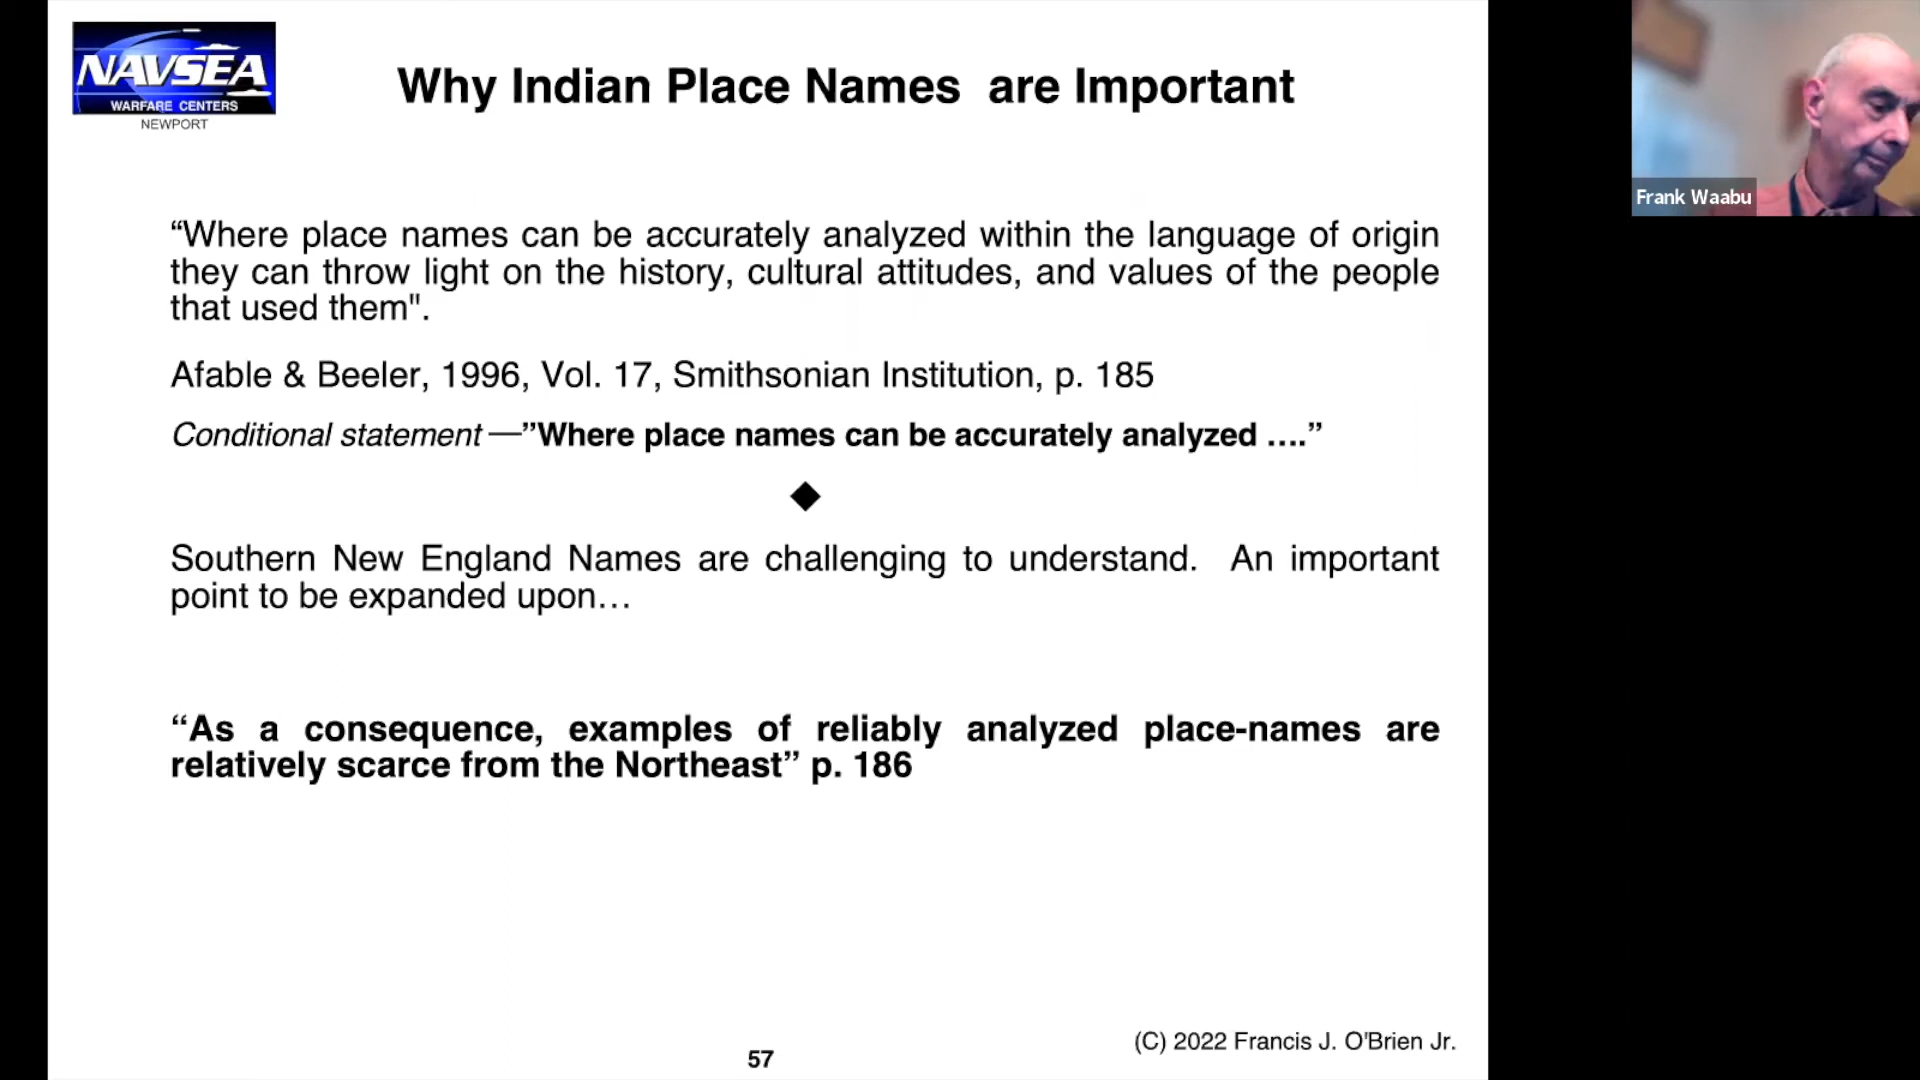 NAVSEA
WARFARE CENTERS
NEWPORT
Why Indian Place Names are Important
“Where place names can be accurately analyzed within the language of origin
they can throw light on the history, cultural attitudes, and values of the people
that used them".
Afable & Beeler, 1996, Vol. 17, Smithsonian Institution, p. 185
Conditional statement —”Where place names can be accurately analyzed ….”
Southern New England Names are challenging to understand. An important
point to be expanded upon…
“As a consequence, examples of reliably analyzed place-names are
relatively scarce from the Northeast” p. 186
(C) 2022 Francis J. O'Brien Jr.
57
Frank Waabu